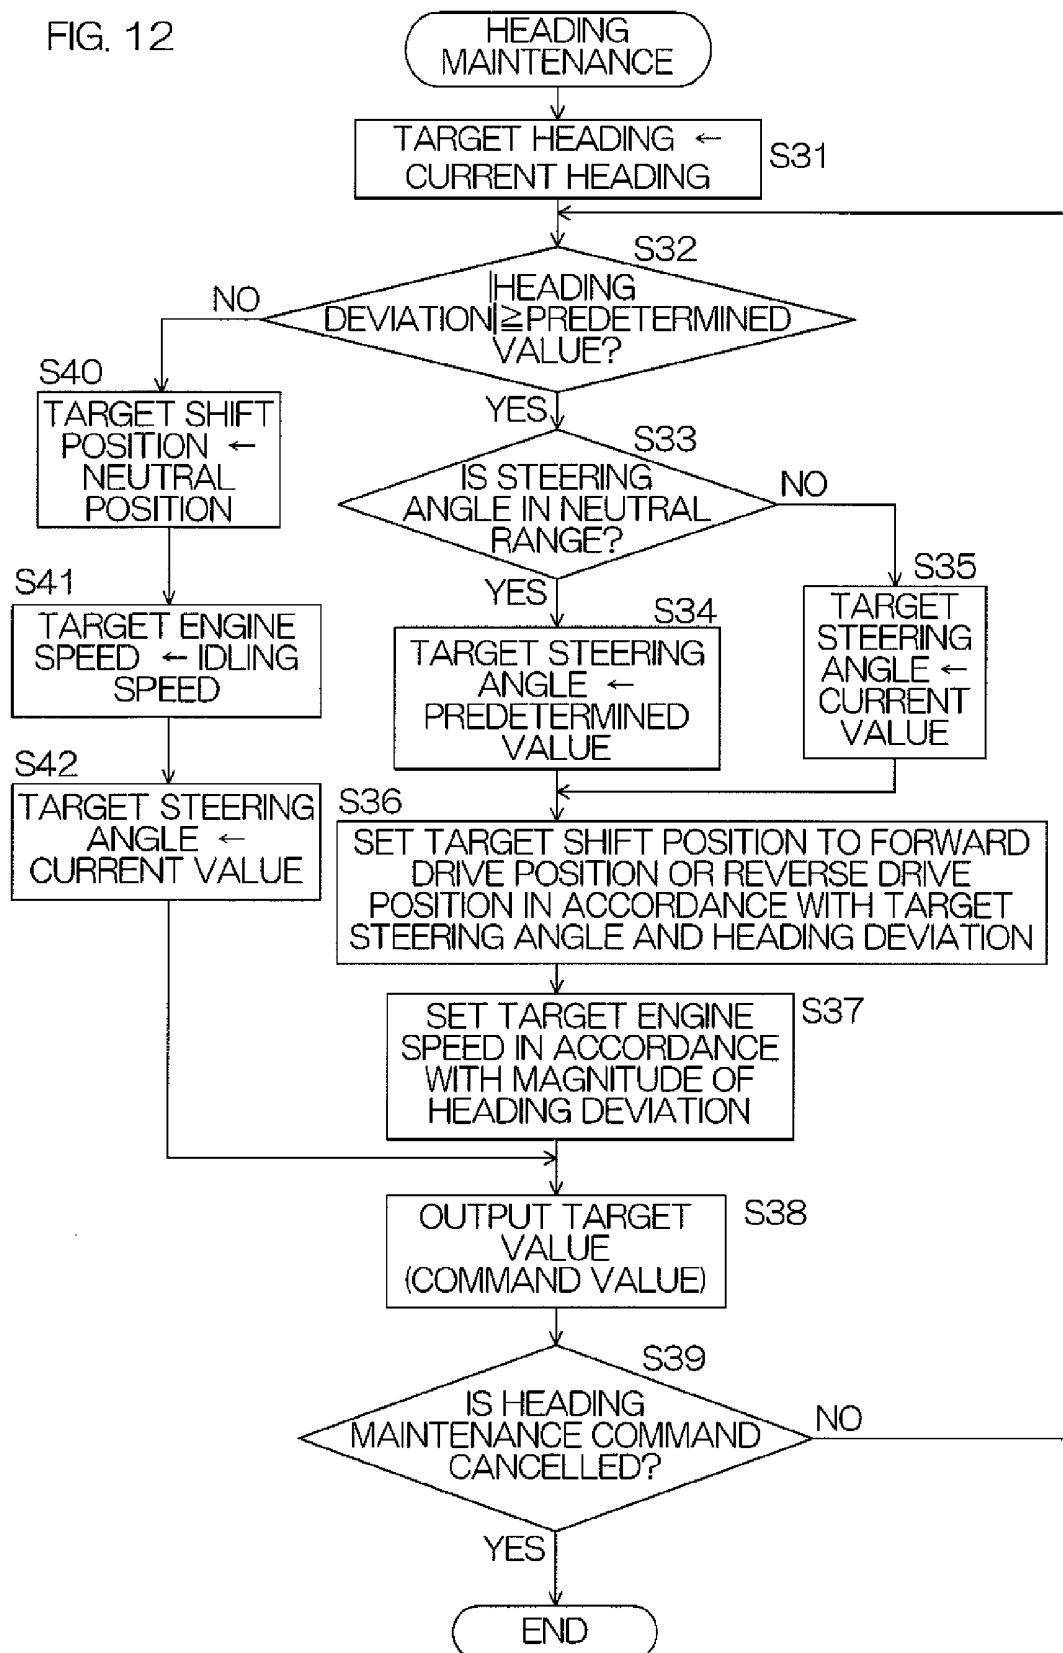 FIG. 12
HEADING
MAINTENANCE
TARGET HEADING ←
CURRENT HEADING
S31
S32
|HEADING
DEVIATION|≧PREDETERMINED
VALUE?
NO
YES
S40
TARGET SHIFT
POSITION ←
NEUTRAL
POSITION
S33
IS STEERING
ANGLE IN NEUTRAL
RANGE?
NO
YES
S41
TARGET ENGINE
SPEED ← IDLING
SPEED
S34
TARGET STEERING
ANGLE ←
PREDETERMINED
VALUE
S35
TARGET
STEERING
ANGLE ←
CURRENT
VALUE
S42
TARGET STEERING
ANGLE ←
CURRENT VALUE
S36
SET TARGET SHIFT POSITION TO FORWARD
DRIVE POSITION OR REVERSE DRIVE
POSITION IN ACCORDANCE WITH TARGET
STEERING ANGLE AND HEADING DEVIATION
S37
SET TARGET ENGINE
SPEED IN ACCORDANCE
WITH MAGNITUDE OF
HEADING DEVIATION
S38
OUTPUT TARGET
VALUE
(COMMAND VALUE)
S39
IS HEADING
MAINTENANCE COMMAND
CANCELLED?
NO
YES
END